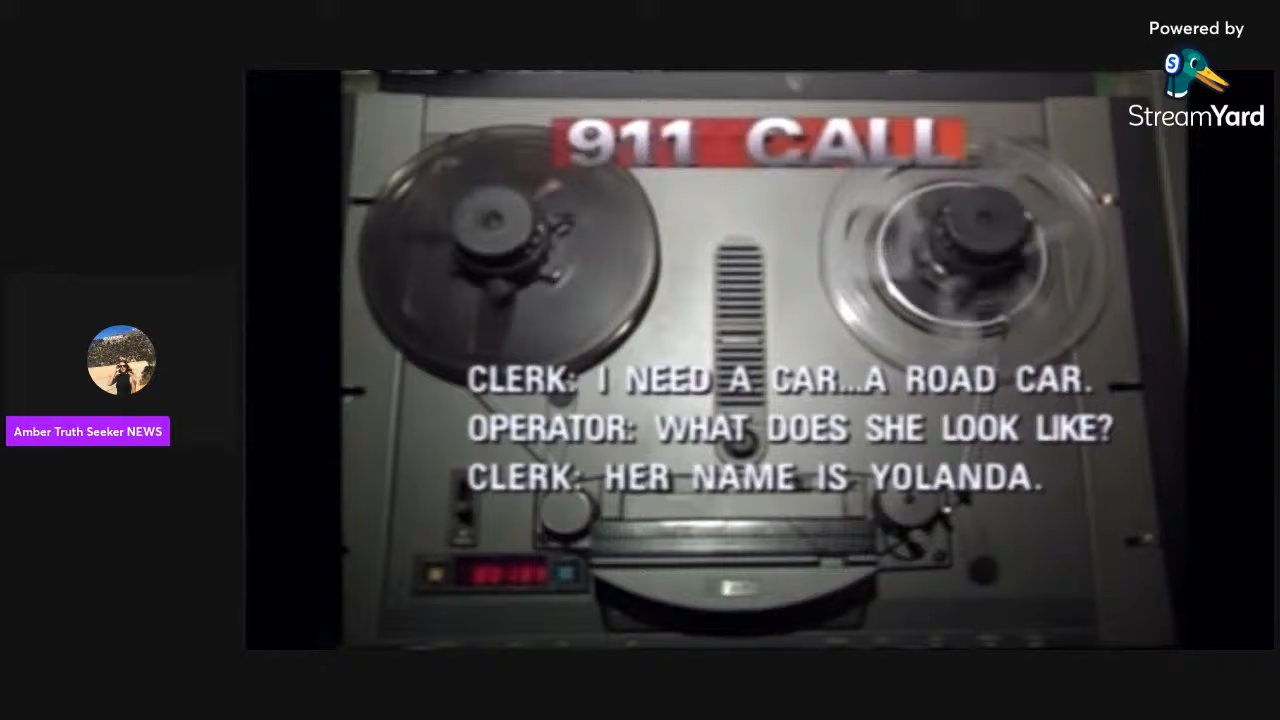 Powered by
StreamYard
911 CALL
CLERK: I NEED A CAR...A ROAD CAR.
OPERATOR: WHAT DOES SHE LOOK LIKE?
CLERK: HER NAME IS YOLANDA.
Amber Truth Seeker NEWS